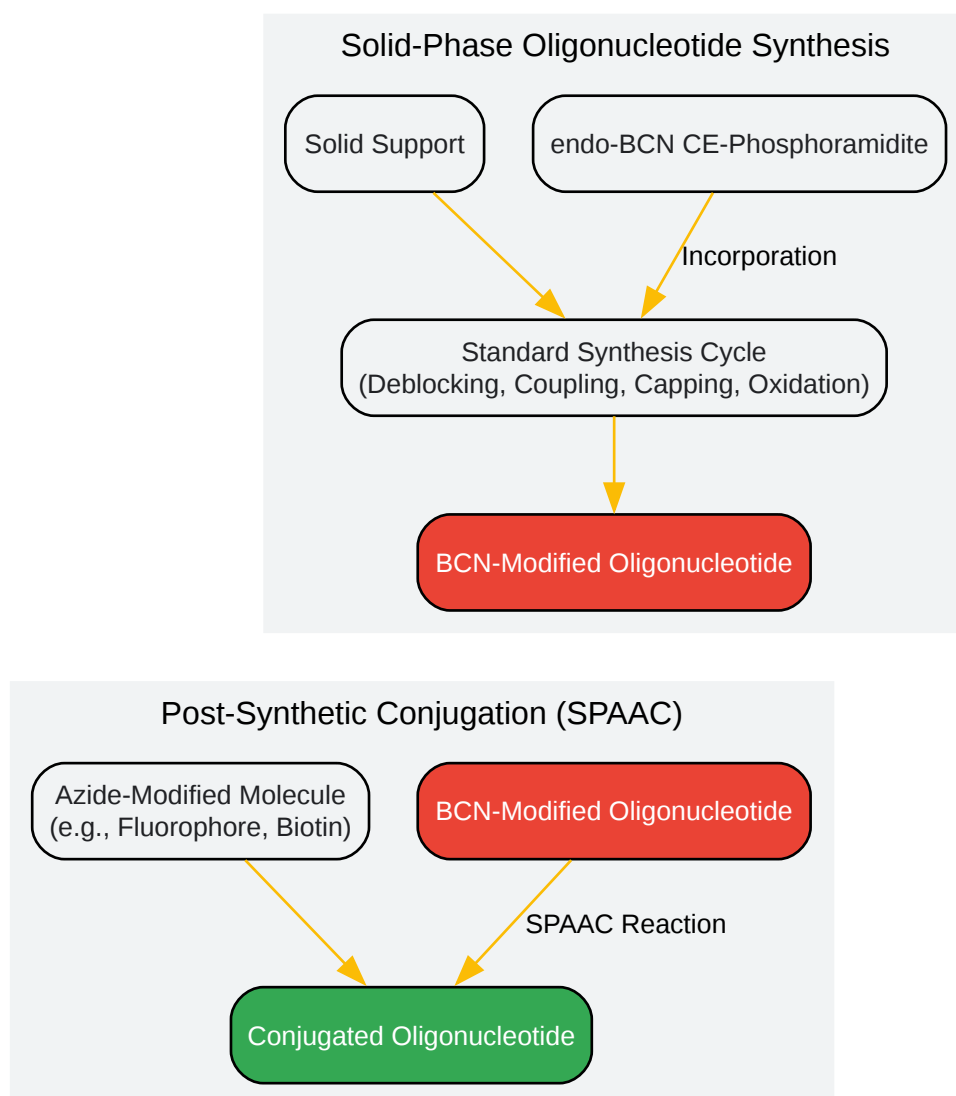 Solid-Phase Oligonucleotide Synthesis
Solid Support
endo-BCN CE-Phosphoramidite
Incorporation
Standard Synthesis Cycle
(Deblocking, Coupling, Capping, Oxidation)
BCN-Modified Oligonucleotide
Post-Synthetic Conjugation (SPAAC)
Azide-Modified Molecule
(e.g., Fluorophore, Biotin)
BCN-Modified Oligonucleotide
SPAAC Reaction
Conjugated Oligonucleotide